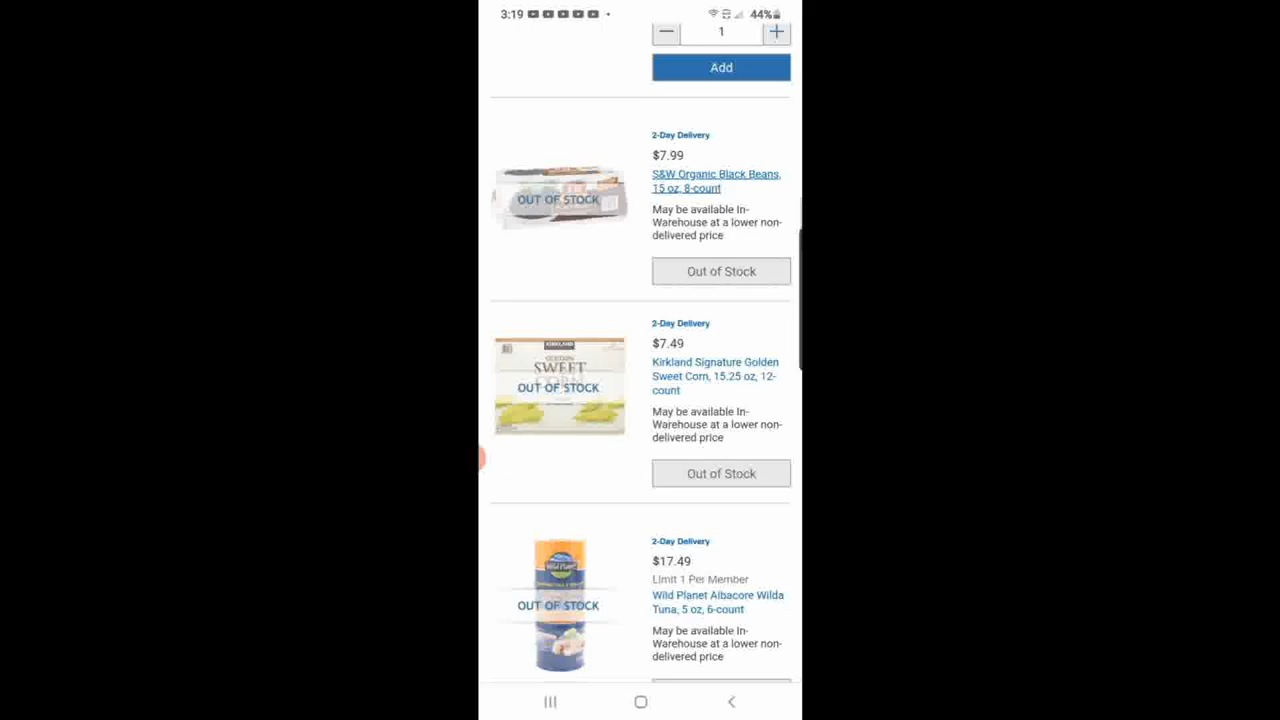 3:19
44%
1
Add
2-Day Delivery
$7.99
S&W Organic Black Beans,
15 oz, 8-count
OUT OF STOCK
May be available In-
Warehouse at a lower non-
delivered price
Out of Stock
2-Day Delivery
$7.49
KIRKLAND
GOLDEN
SWEET
CORN
OUT OF STOCK
Kirkland Signature Golden
Sweet Corn, 15.25 oz, 12-
count
May be available In-
Warehouse at a lower non-
delivered price
Out of Stock
2-Day Delivery
$17.49
Limit 1 Per Member
Wild Planet Albacore Wilda
Tuna, 5 oz, 6-count
Wild Planet
OUT OF STOCK
May be available In-
Warehouse at a lower non-
delivered price